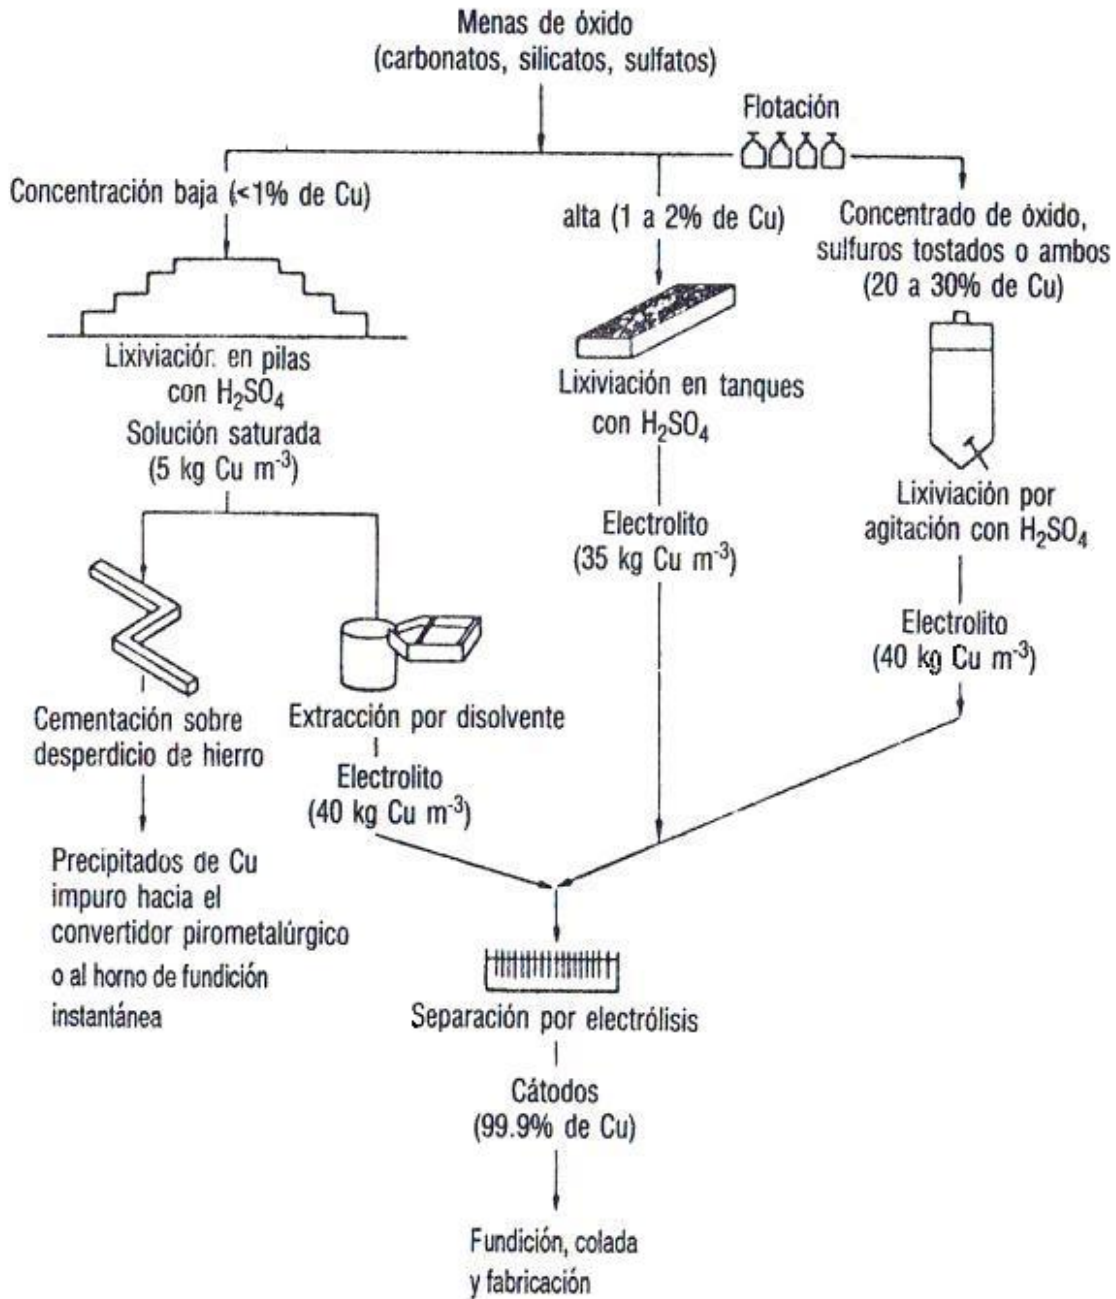 Menas de óxido
(carbonatos, silicatos, sulfatos)
Flotación
Concentración baja (<1% de Cu)
alta (1 a 2% de Cu)
Concentrado de óxido,
sulfuros tostados o ambos
(20 a 30% de Cu)
Lixiviación en pilas
con H₂SO₄
Solución saturada
(5 kg Cu m⁻³)
Lixiviación en tanques
con H₂SO₄
Lixiviación por
agitación con H₂SO₄
Electrolito
(35 kg Cu m⁻³)
Electrolito
(40 kg Cu m⁻³)
Cementación sobre
desperdicio de hierro
Extracción por disolvente
Electrolito
(40 kg Cu m⁻³)
Precipitados de Cu
impuro hacia el
convertidor pirometalúrgico
o al horno de fundición
instantánea
Separación por electrólisis
Cátodos
(99.9% de Cu)
Fundición, colada
y fabricación